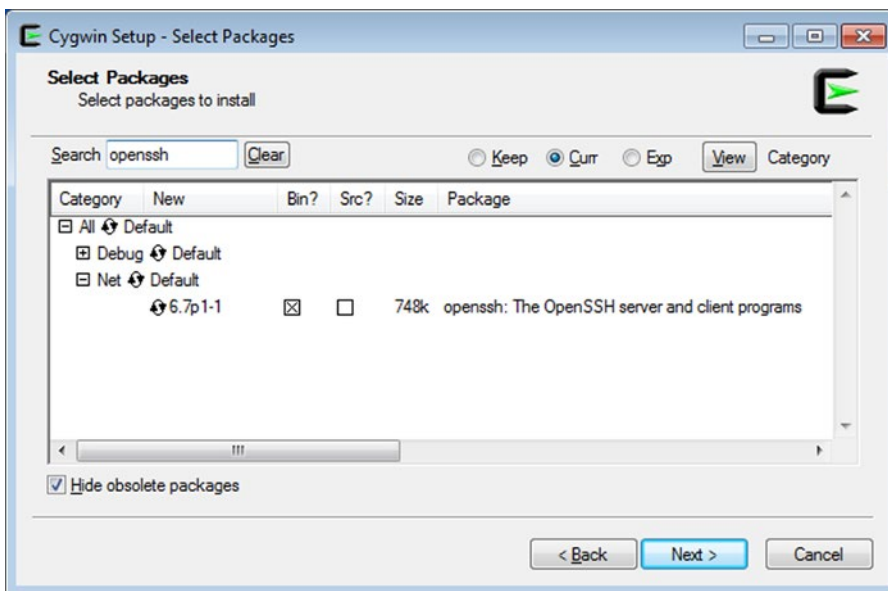 Cygwin Setup - Select Packages
Select Packages
Select packages to install
Search openssh Clear Keep Curr Exp View Category
Category New Bin? Src? Size Package
All Default
Debug Default
Net Default
6.7p1-1 748k openssh: The OpenSSH server and client programs
Hide obsolete packages
< Back Next > Cancel